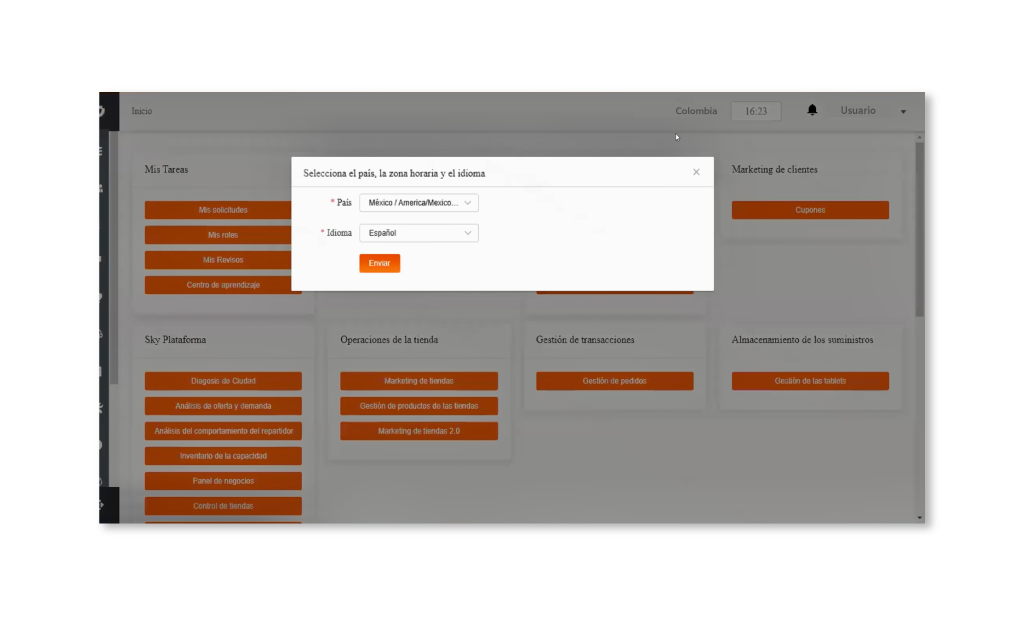 Inicio
Colombia
16:23
Usuario
Mis Tareas
Marketing de clientes
Mis solicitudes
Mis roles
Mis Revisos
Centro de aprendizaje
Cupones
Selecciona el país, la zona horaria y el idioma
* País
México / America/Mexico...
* Idioma
Español
Enviar
Sky Plataforma
Operaciones de la tienda
Gestión de transacciones
Almacenamiento de los suministros
Diagosis de Ciudad
Análisis de oferta y demanda
Análisis del comportamiento del repartidor
Inventario de la capacidad
Panel de negocios
Control de tiendas
Marketing de tiendas
Gestión de productos de las tiendas
Marketing de tiendas 2.0
Gestión de pedidos
Gestión de las tablets